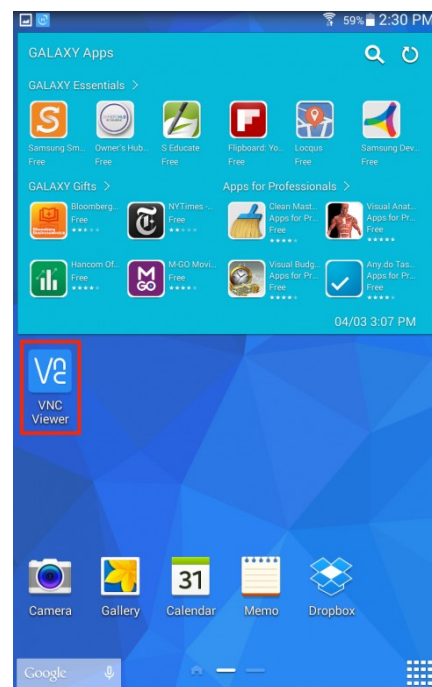 59% 2:30 PM
GALAXY Apps
GALAXY Essentials >
Samsung Sm.. Owner's Hub.. S Educate Flipboard: Yo.. Locqus Samsung Dev..
Free Free Free Free Free Free
GALAXY Gifts > Apps for Professionals >
Bloomberg.. NYTimes -.. Clean Mast.. Visual Anat..
Free Free Apps for Pr.. Apps for Pr..
Free Free
Hancom Of.. M-GO Movi.. Visual Budg.. Any.do Tas..
Free Free Apps for Pr.. Apps for Pr..
M GO Free Free
04/03 3:07 PM
VNC
Viewer
31
Camera Gallery Calendar Memo Dropbox
Google